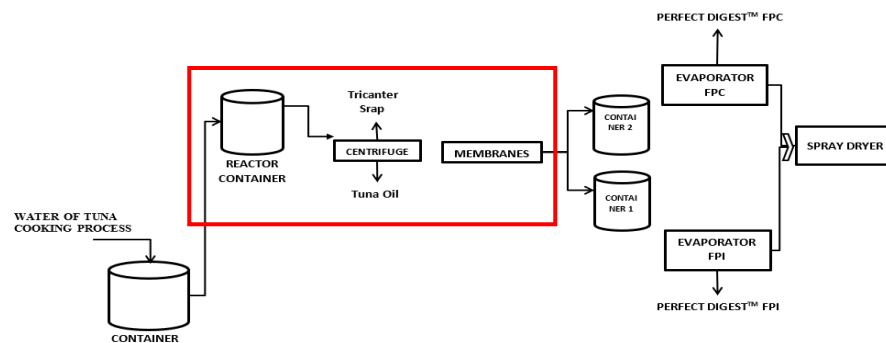 PERFECT DIGEST™ FPC
EVAPORATOR
FPC
Tricanter
Srap
CONTAI
NER 2
REACTOR
CONTAINER
CENTRIFUGE
MEMBRANES
SPRAY DRYER
Tuna Oil
CONTAI
NER 1
WATER OF TUNA
COOKING PROCESS
EVAPORATOR
FPI
PERFECT DIGEST™ FPI
CONTAINER